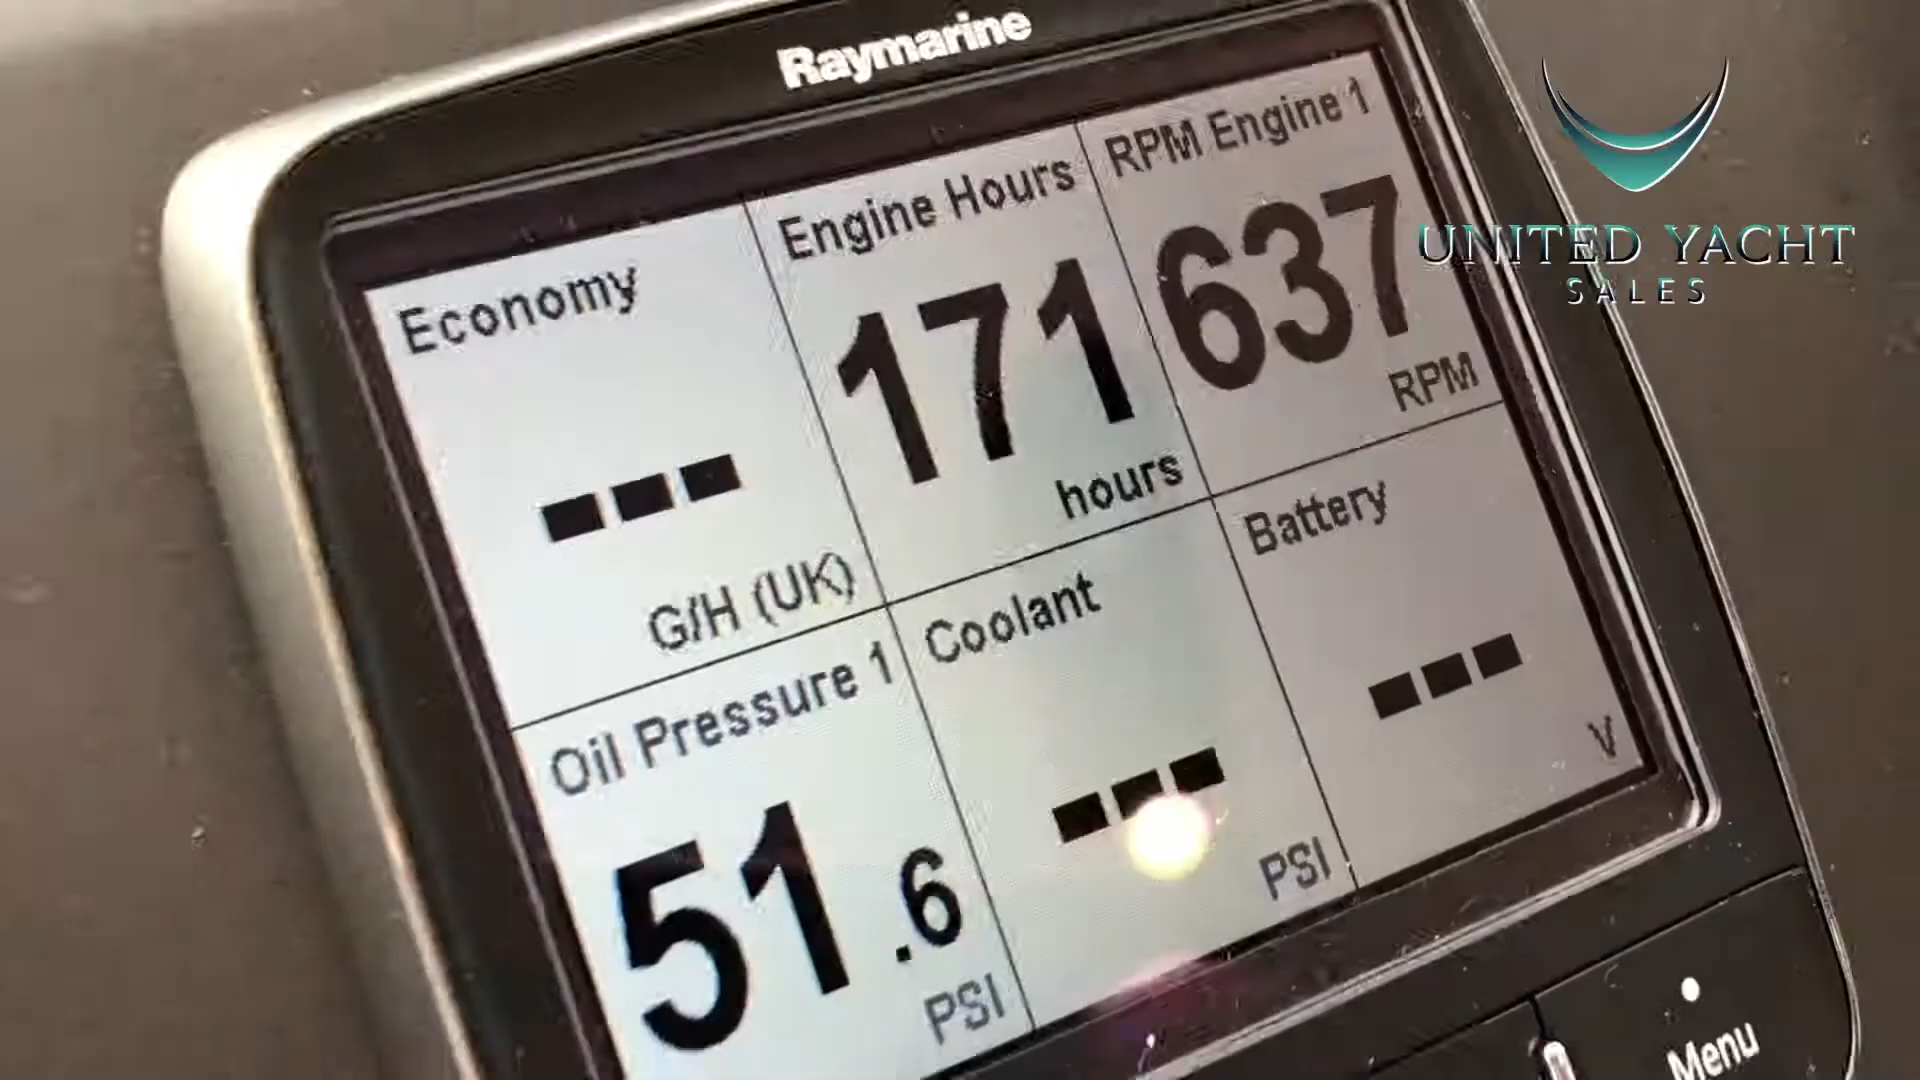 Raymarine
Economy
---
G/H (UK)
Engine Hours
171
hours
RPM Engine 1
637
RPM
Oil Pressure 1
51.6
PSI
Coolant
---
PSI
Battery
---
V
Menu
UNITED YACHT
SALES